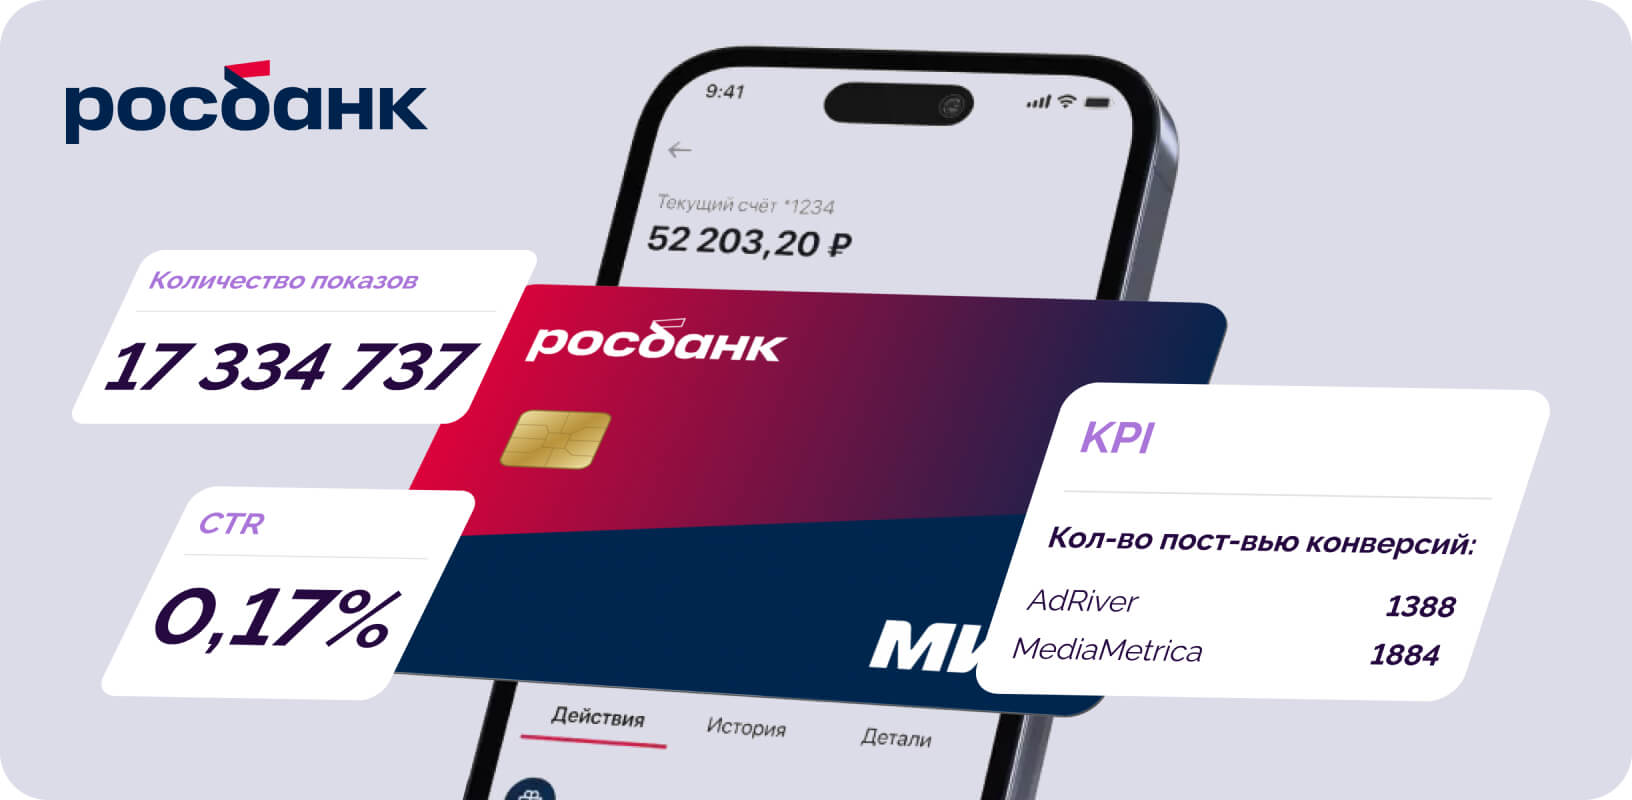 росбанк
9:41
Текущий счёт *1234
52 203,20 ₽
Количество показов
17 334 737
росбанк
CTR
0,17%
KPI
Кол-во пост-вью конверсий:
AdRiver 1388
MediaMetrica 1884
Действия История Детали